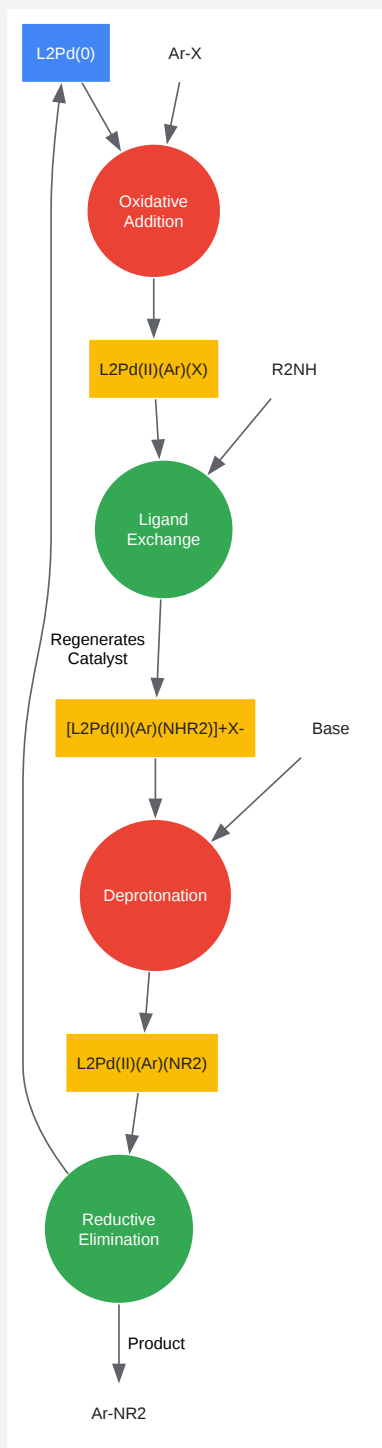 L2Pd(0)
Ar-X
Oxidative
Addition
L2Pd(II)(Ar)(X)
R2NH
Ligand
Exchange
Regenerates
Catalyst
[L2Pd(II)(Ar)(NHR2)]+X-
Base
Deprotonation
L2Pd(II)(Ar)(NR2)
Reductive
Elimination
Product
Ar-NR2